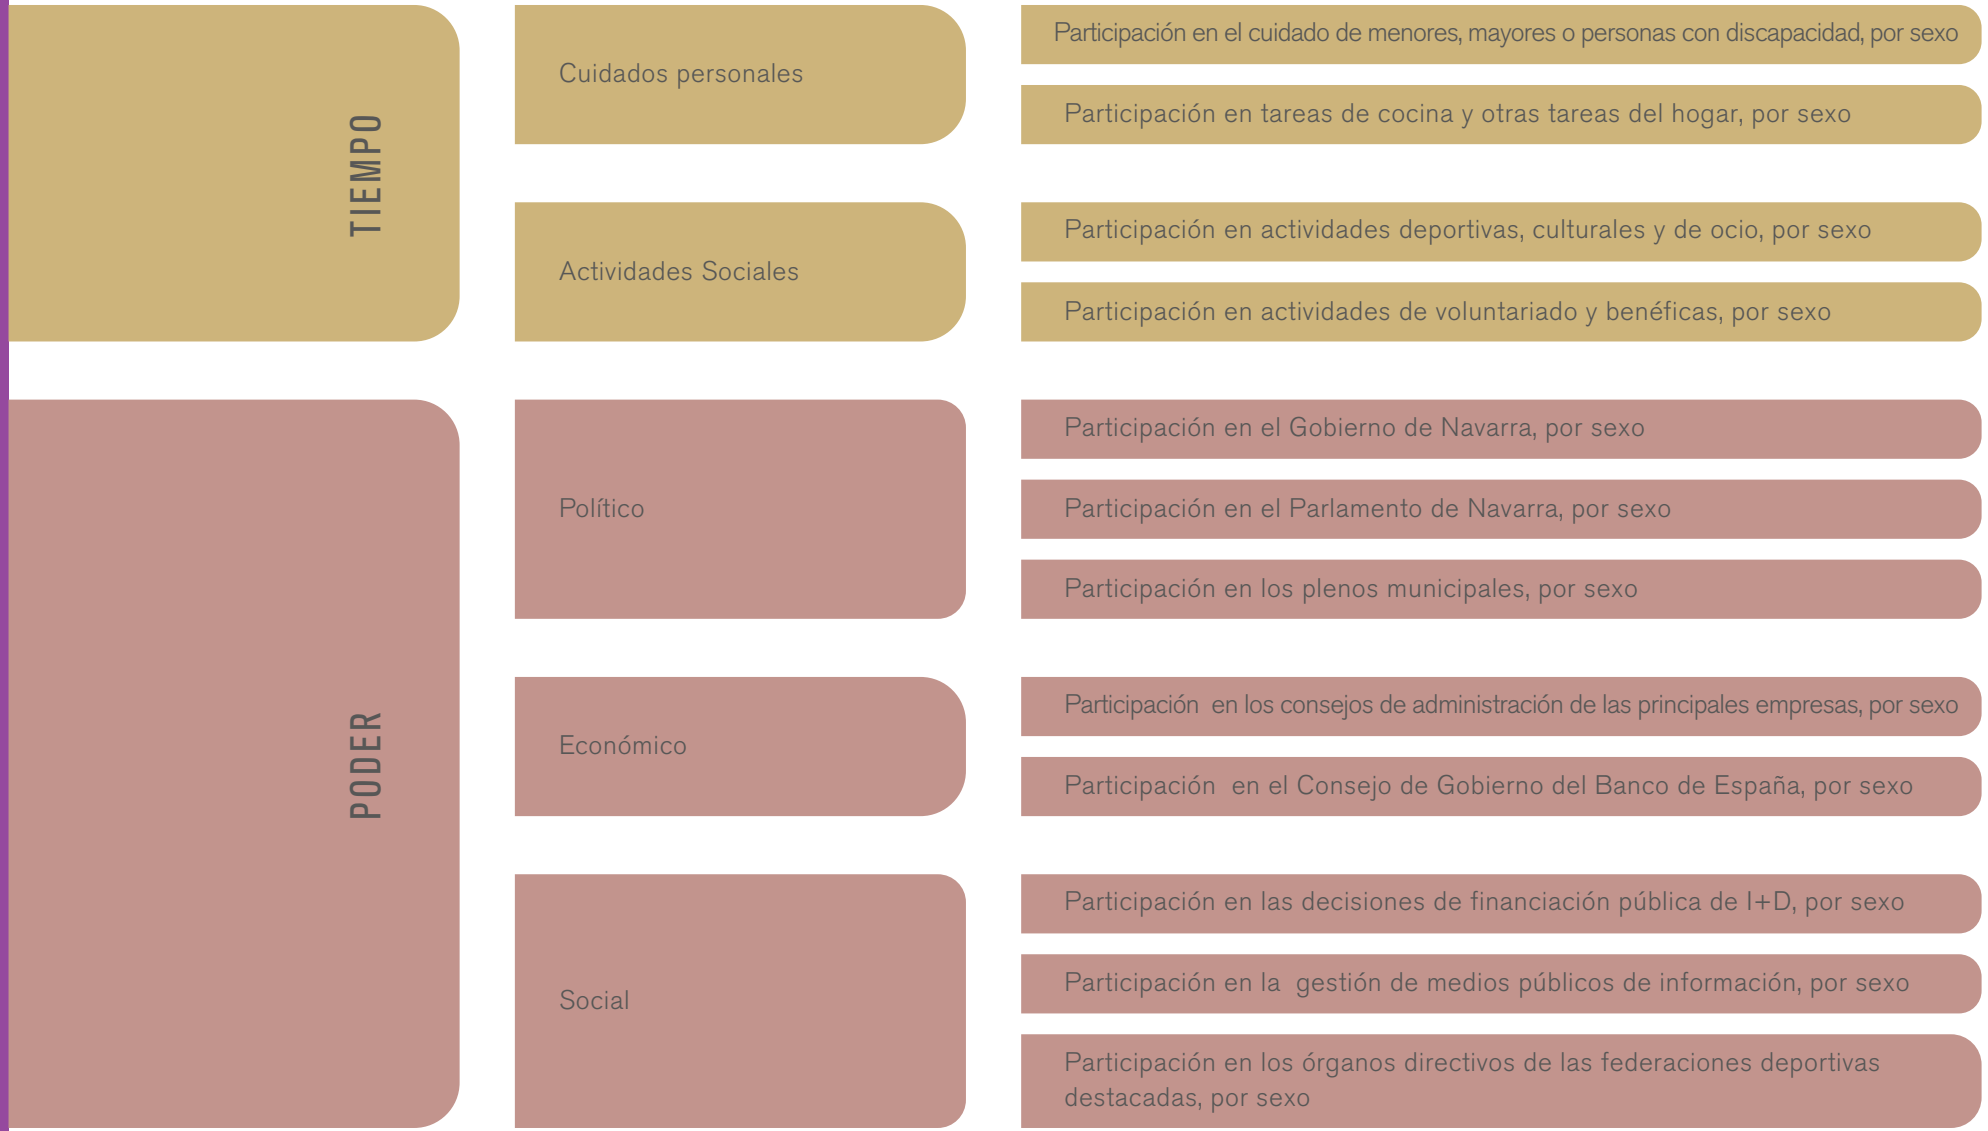 TIEMPO
Cuidados personales
Participación en el cuidado de menores, mayores o personas con discapacidad, por sexo
Participación en tareas de cocina y otras tareas del hogar, por sexo
Actividades Sociales
Participación en actividades deportivas, culturales y de ocio, por sexo
Participación en actividades de voluntariado y benéficas, por sexo
PODER
Político
Participación en el Gobierno de Navarra, por sexo
Participación en el Parlamento de Navarra, por sexo
Participación en los plenos municipales, por sexo
Económico
Participación en los consejos de administración de las principales empresas, por sexo
Participación en el Consejo de Gobierno del Banco de España, por sexo
Social
Participación en las decisiones de financiación pública de I+D, por sexo
Participación en la gestión de medios públicos de información, por sexo
Participación en los órganos directivos de las federaciones deportivas
destacadas, por sexo